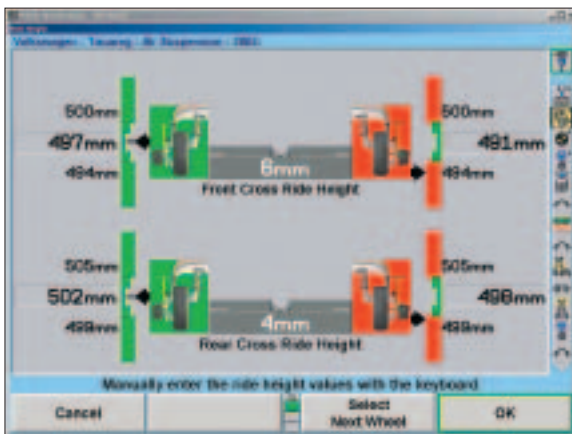 Volkswagen : Touareg : Air Suspension : 2003-
500mm 500mm
497mm 491mm
494mm 494mm
6mm
Front Cross Ride Height
505mm 505mm
502mm 498mm
499mm 499mm
4mm
Rear Cross Ride Height
Manually enter the ride height values with the keyboard
Cancel Select Next Wheel OK